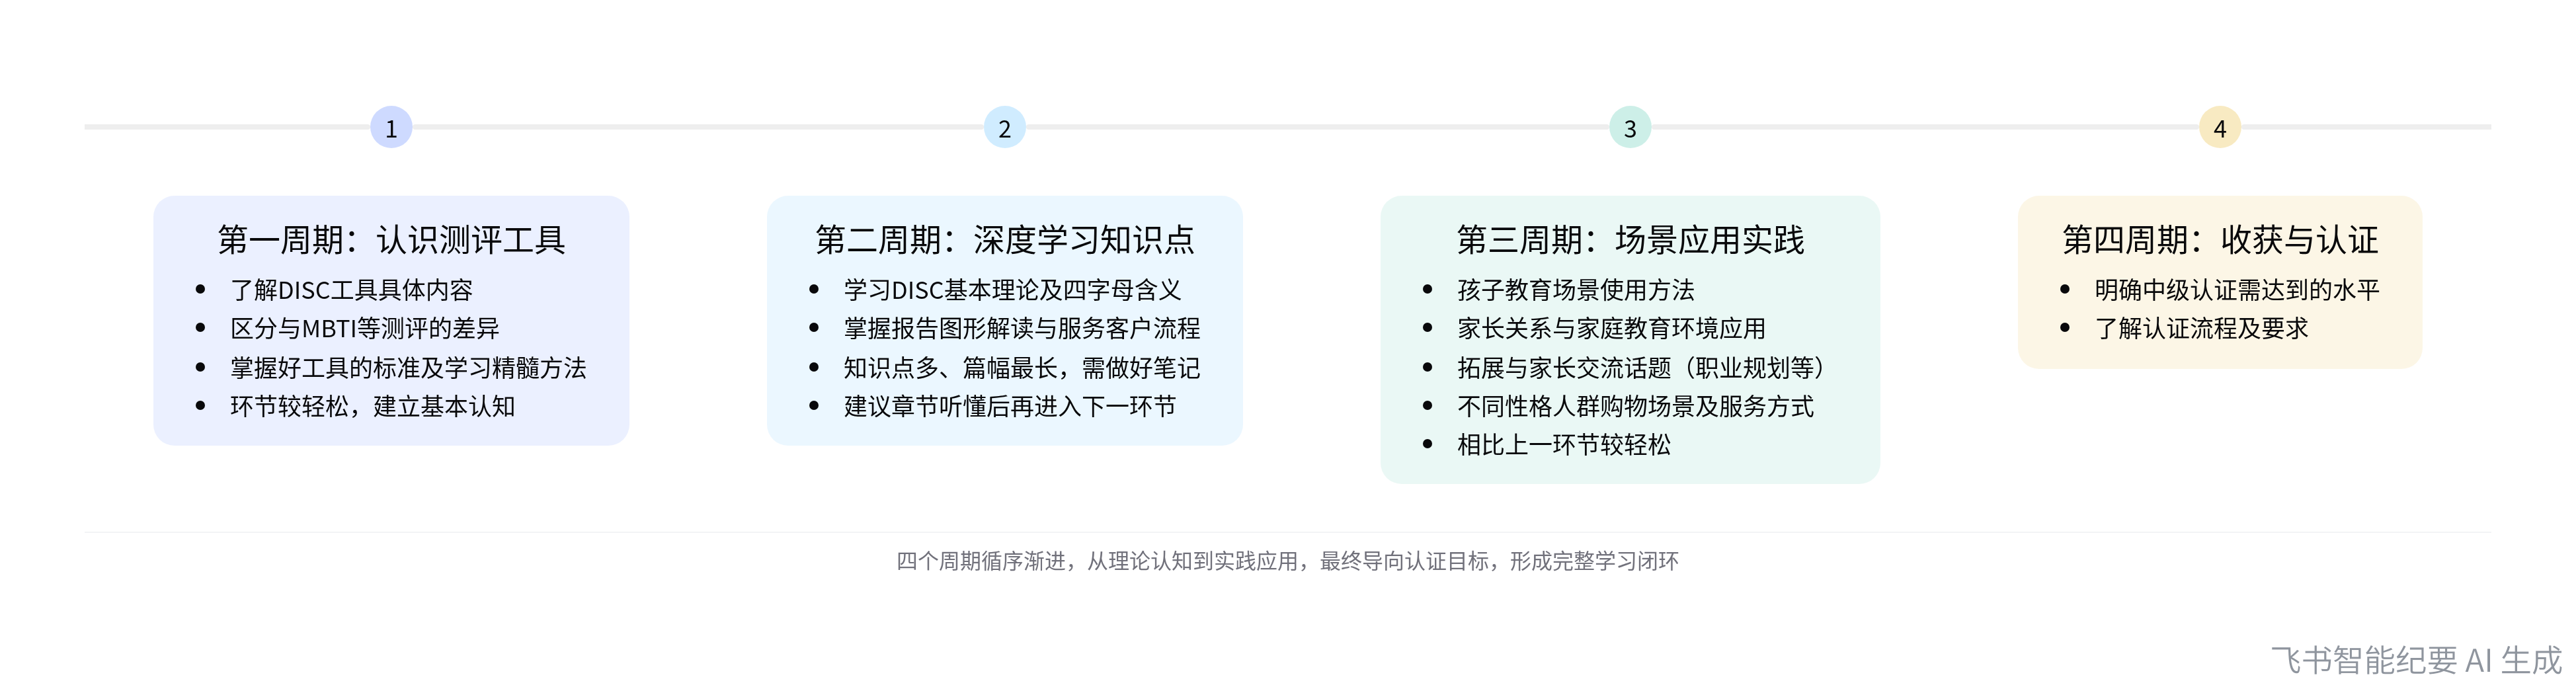 1
2
3
4
第一周期：认识测评工具
• 了解DISC工具具体内容
• 区分与MBTI等测评的差异
• 掌握好工具的标准及学习精髓方法
• 环节较轻松，建立基本认知
第二周期：深度学习知识点
• 学习DISC基本理论及四字母含义
• 掌握报告图形解读与服务客户流程
• 知识点多、篇幅最长，需做好笔记
• 建议章节听懂后再进入下一环节
第三周期：场景应用实践
• 孩子教育场景使用方法
• 家长关系与家庭教育环境应用
• 拓展与家长交流话题（职业规划等）
• 不同性格人群购物场景及服务方式
• 相比上一环节较轻松
第四周期：收获与认证
• 明确中级认证需达到的水平
• 了解认证流程及要求
四个周期循序渐进，从理论认知到实践应用，最终导向认证目标，形成完整学习闭环
飞书智能纪要 AI 生成